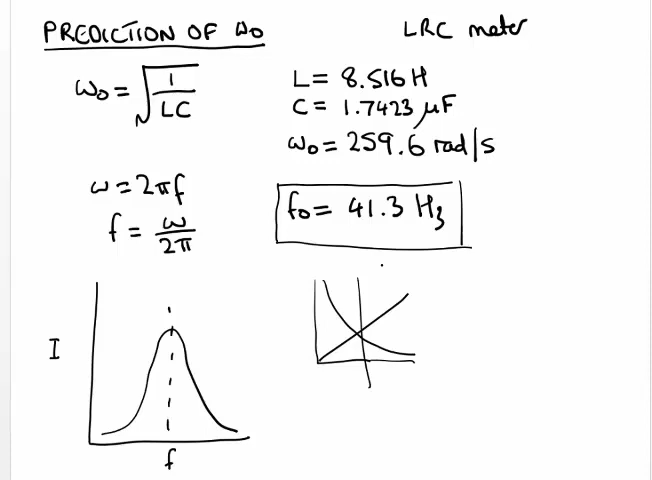 PREDICTION OF ω₀
LRC meter
ω₀ = √(1/LC)
L = 8.516 H
C = 1.7423 μF
ω₀ = 259.6 rad/s
ω = 2πf
f = ω/2π
f₀ = 41.3 Hz
I
f